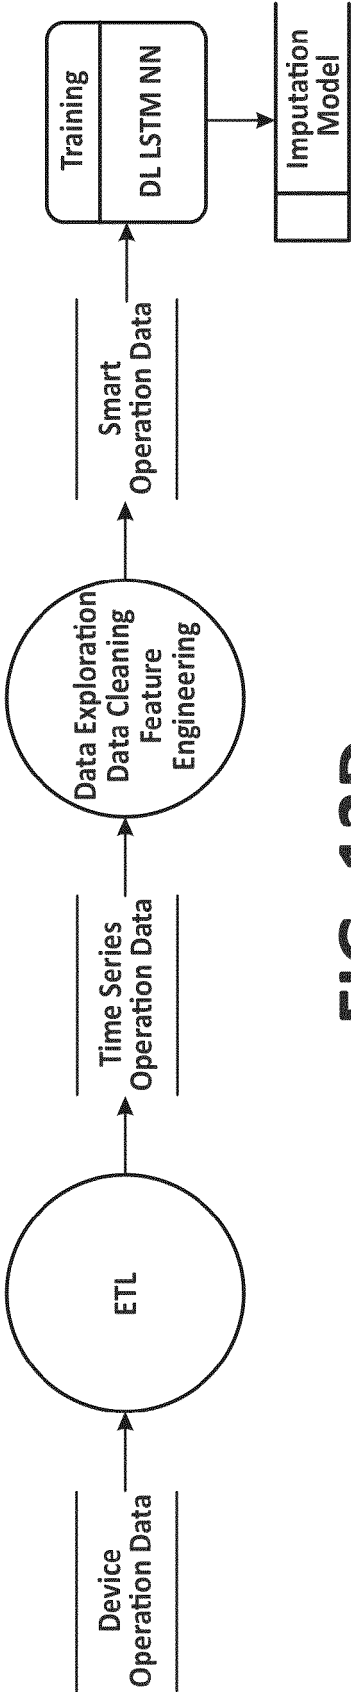 Device
Operation Data
ETL
Time Series
Operation Data
Data Exploration
Data Cleaning
Feature
Engineering
Smart
Operation Data
Training
DL LSTM NN
Imputation
Model